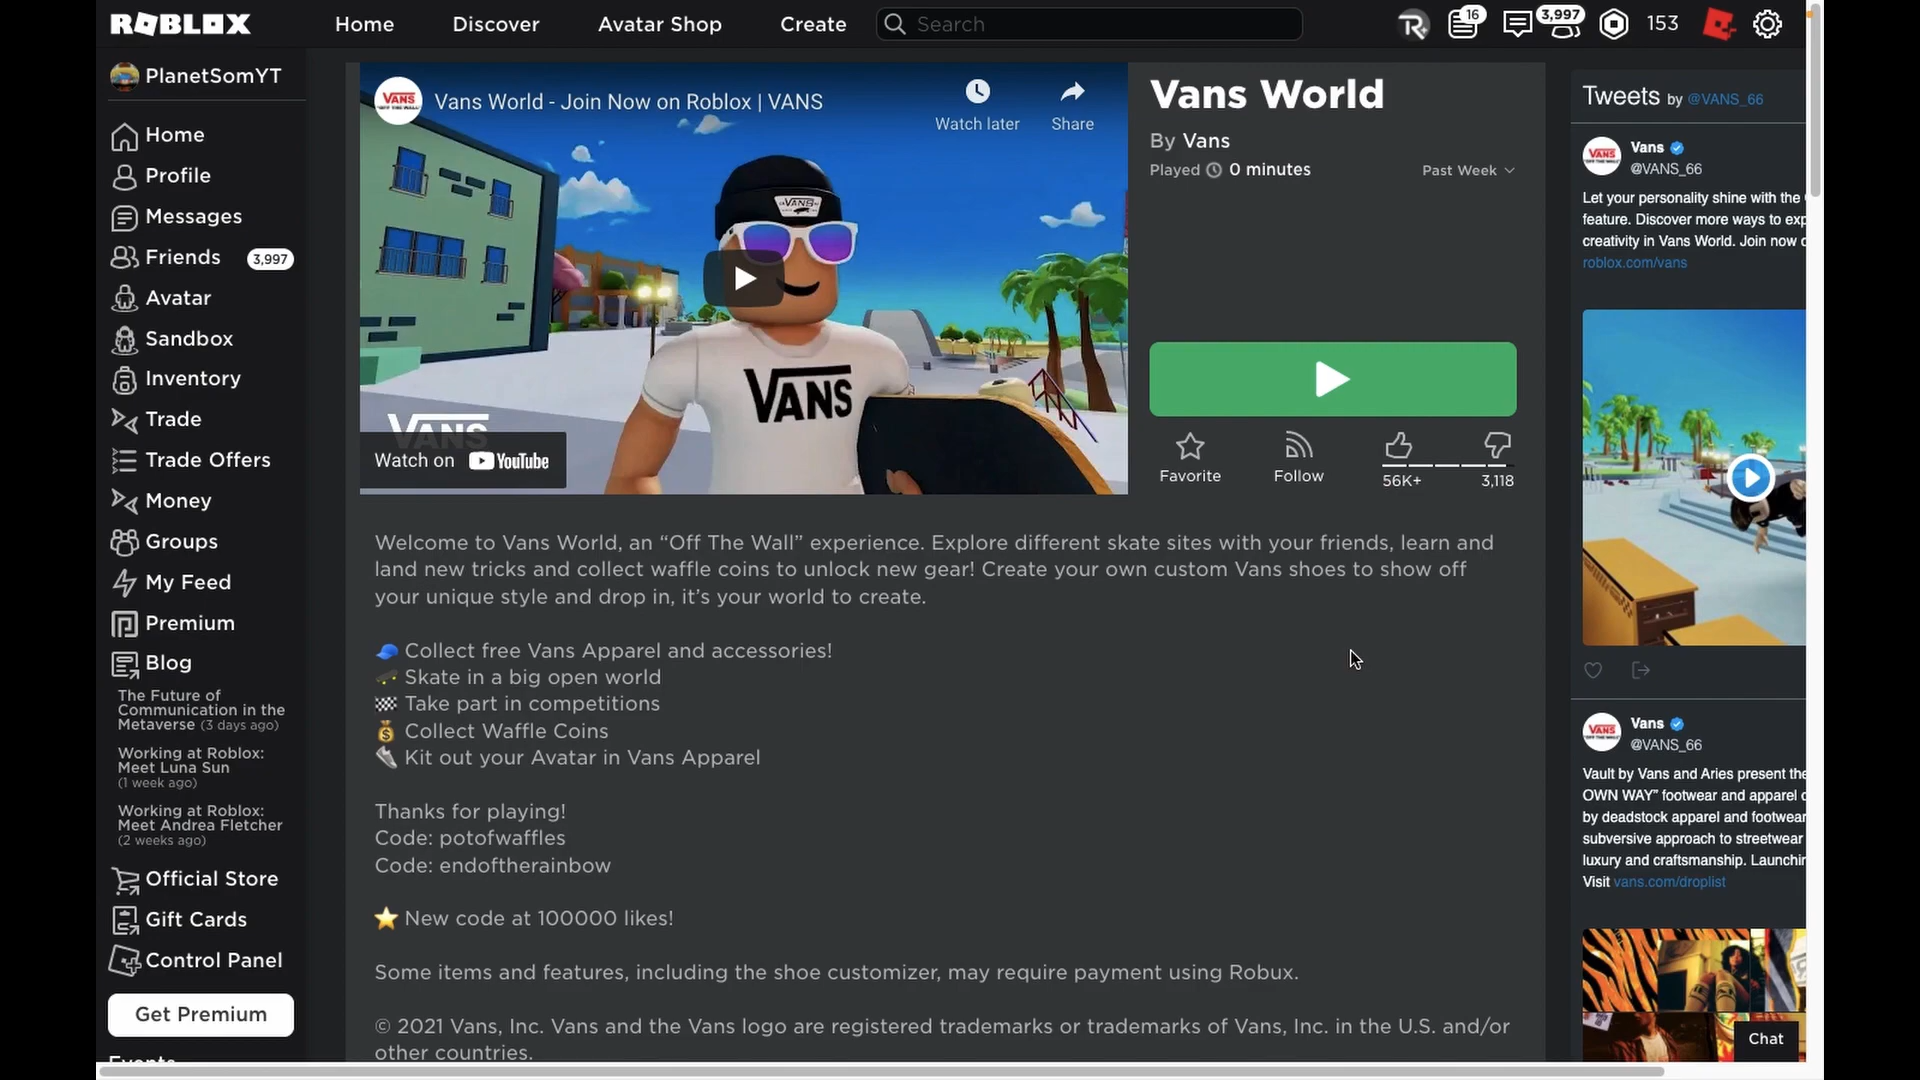 ROBLOX
Home
Discover
Avatar Shop
Create
Search
16
3,997
153
PlanetSomYT
Home
Profile
Messages
Friends
3,997
Avatar
Sandbox
Inventory
Trade
Trade Offers
Money
Groups
My Feed
Premium
Blog
The Future of
Communication in the
Metaverse (3 days ago)
Working at Roblox:
Meet Luna Sun
(1 week ago)
Working at Roblox:
Meet Andrea Fletcher
(2 weeks ago)
Official Store
Gift Cards
Control Panel
Get Premium
Events
VANS
"OFF THE WALL"
Vans World - Join Now on Roblox | VANS
Watch later
Share
VANS
VANS
VANS
Watch on YouTube
Vans World
By Vans
Played 0 minutes
Past Week
Favorite
Follow
56K+
3,118
Welcome to Vans World, an “Off The Wall” experience. Explore different skate sites with your friends, learn and
land new tricks and collect waffle coins to unlock new gear! Create your own custom Vans shoes to show off
your unique style and drop in, it’s your world to create.
🧢 Collect free Vans Apparel and accessories!
🛹 Skate in a big open world
🏁 Take part in competitions
💰 Collect Waffle Coins
👟 Kit out your Avatar in Vans Apparel
Thanks for playing!
Code: potofwaffles
Code: endoftherainbow
⭐ New code at 100000 likes!
Some items and features, including the shoe customizer, may require payment using Robux.
© 2021 Vans, Inc. Vans and the Vans logo are registered trademarks or trademarks of Vans, Inc. in the U.S. and/or
other countries.
Tweets by @VANS_66
VANS
Vans
@VANS_66
Let your personality shine with the
feature. Discover more ways to exp
creativity in Vans World. Join now
roblox.com/vans
VANS
Vans
@VANS_66
Vault by Vans and Aries present the
OWN WAY” footwear and apparel
by deadstock apparel and footwear
subversive approach to streetwear
luxury and craftsmanship. Launchin
Visit vans.com/droplist
Chat